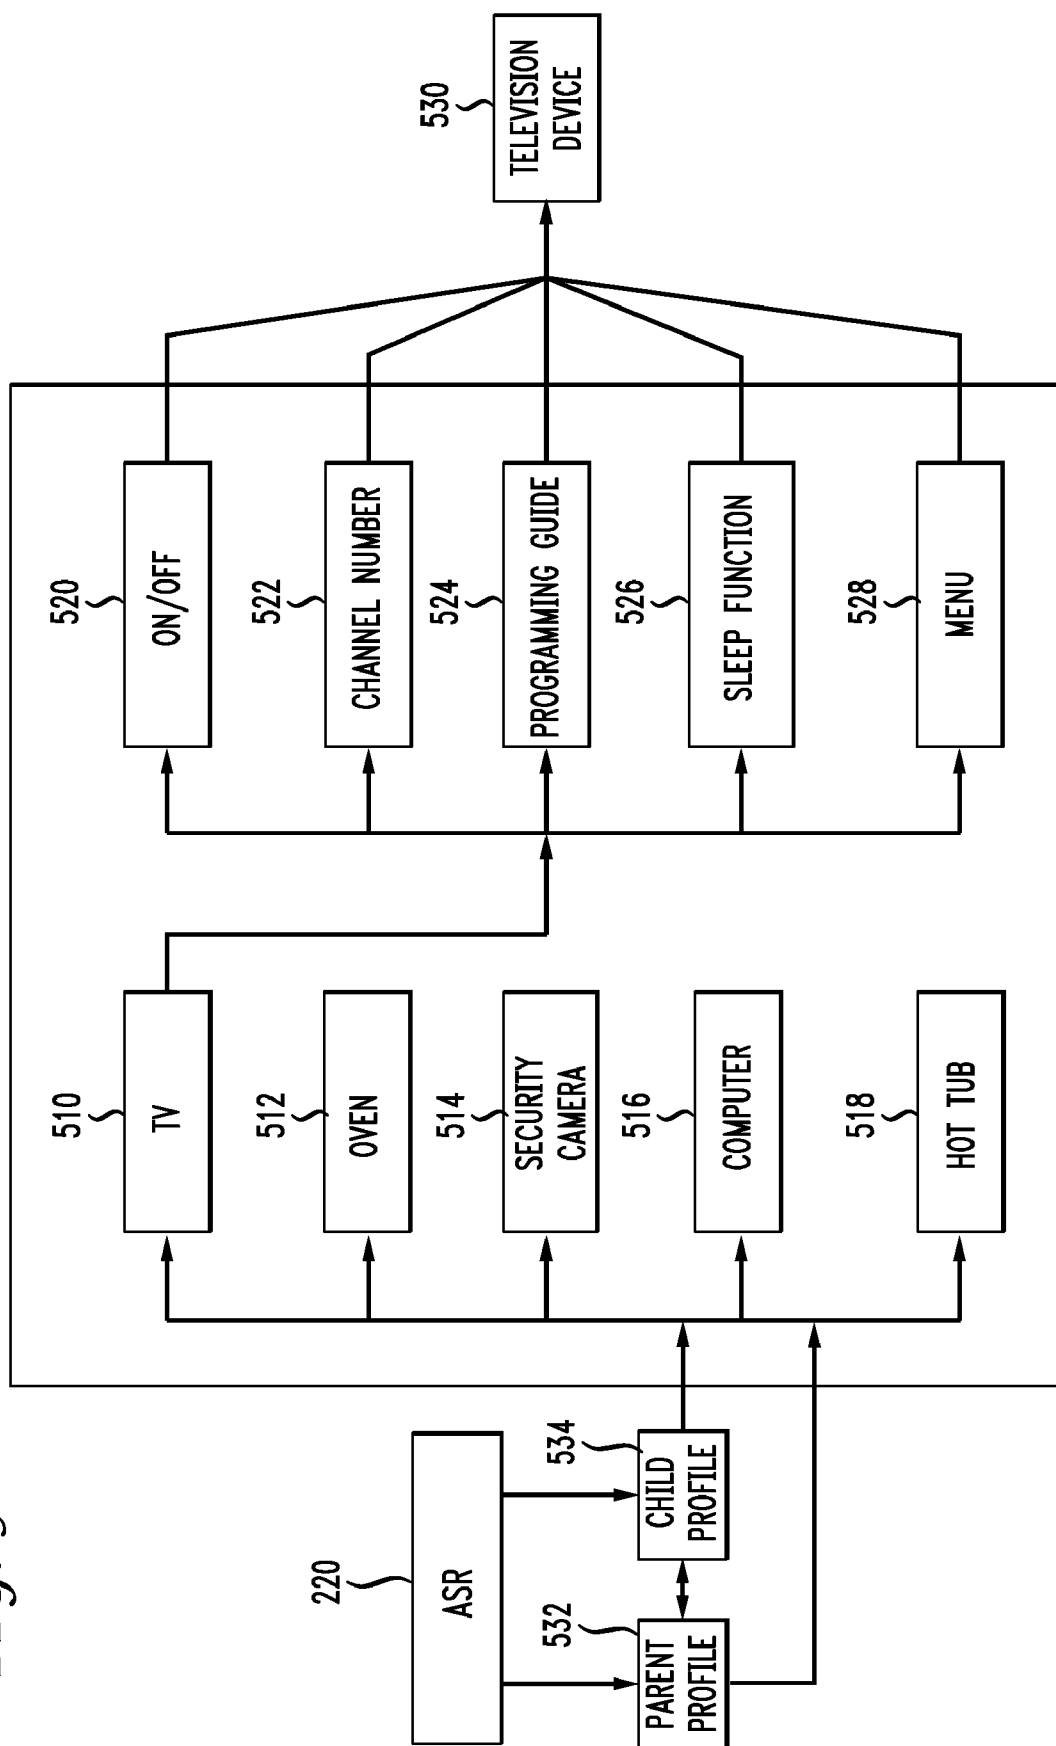 220
ASR
532
PARENT
PROFILE
534
CHILD
PROFILE
510
TV
512
OVEN
514
SECURITY
CAMERA
516
COMPUTER
518
HOT TUB
520
ON/OFF
522
CHANNEL NUMBER
524
PROGRAMMING GUIDE
526
SLEEP FUNCTION
528
MENU
530
TELEVISION
DEVICE